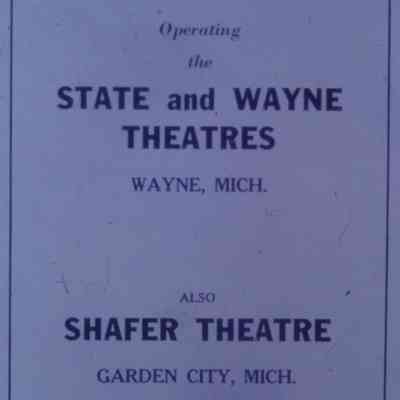 Operating
the
STATE and WAYNE
THEATRES
WAYNE, MICH.
ALSO
SHAFER THEATRE
GARDEN CITY, MICH.